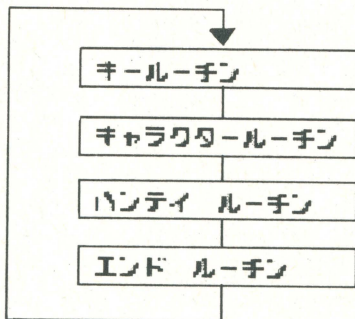 キールーチン
キャラクタールーチン
ハンテイ ルーチン
エンド ルーチン